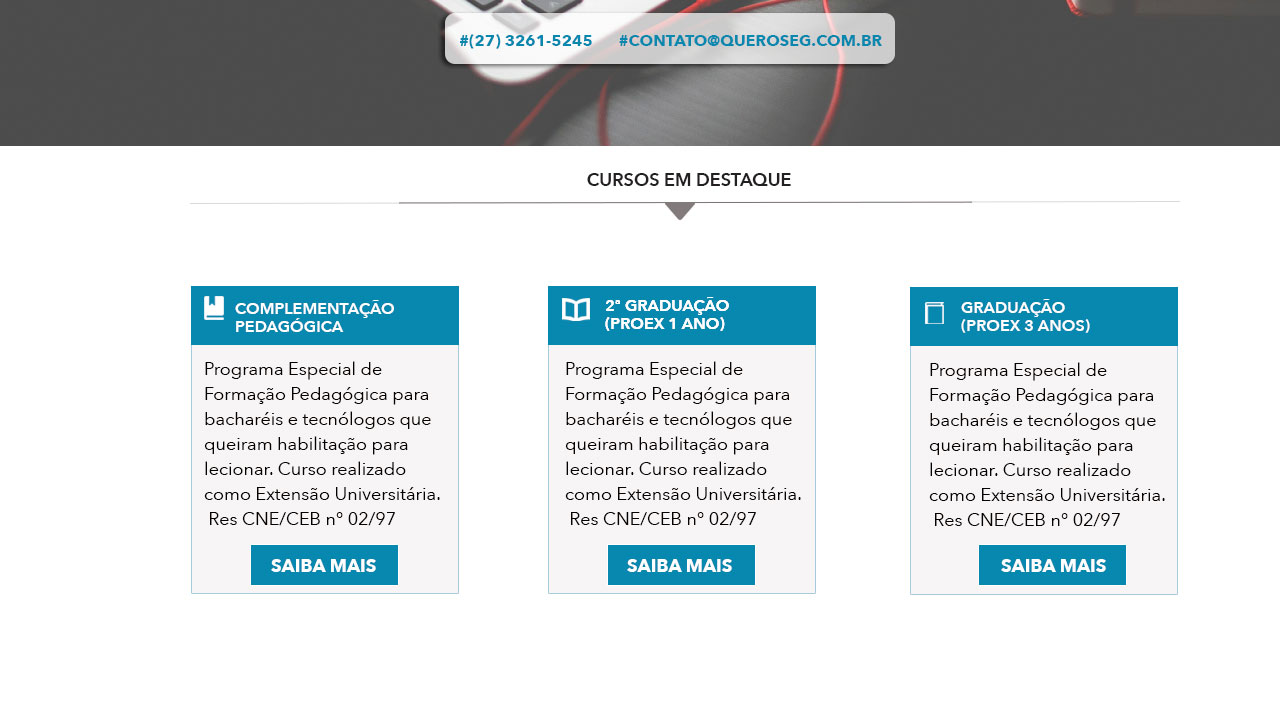 #(27) 3261-5245 #CONTATO@QUEROSEG.COM.BR
CURSOS EM DESTAQUE
COMPLEMENTAÇÃO
PEDAGÓGICA
Programa Especial de
Formação Pedagógica para
bacharéis e tecnólogos que
queiram habilitação para
lecionar. Curso realizado
como Extensão Universitária.
Res CNE/CEB nº 02/97
SAIBA MAIS
2ª GRADUAÇÃO
(PROEX 1 ANO)
Programa Especial de
Formação Pedagógica para
bacharéis e tecnólogos que
queiram habilitação para
lecionar. Curso realizado
como Extensão Universitária.
Res CNE/CEB nº 02/97
SAIBA MAIS
GRADUAÇÃO
(PROEX 3 ANOS)
Programa Especial de
Formação Pedagógica para
bacharéis e tecnólogos que
queiram habilitação para
lecionar. Curso realizado
como Extensão Universitária.
Res CNE/CEB nº 02/97
SAIBA MAIS